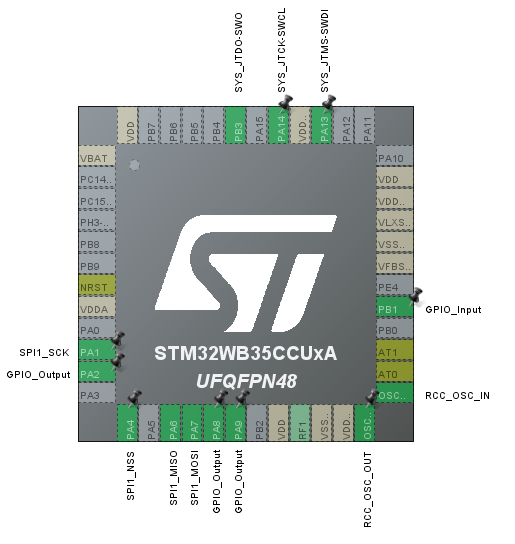 SYS_JTDO-SWO
SYS_JTCK-SWCL
SYS_JTMS-SWDI
VDD
PB7
PB6
PB5
PB4
PB3
PA15
PA14
VDD..
PA13
PA12
PA11
VBAT
PC14..
PC15..
PH3-..
PB8
PB9
NRST
VDDA
PA0
SPI1_SCK
PA1
GPIO_Output
PA2
PA3
PA10
VDD
VDD..
VLXS..
VSS..
VFBS..
PE4
PB1
GPIO_Input
PB0
AT1
AT0
OSC..
RCC_OSC_IN
ST
STM32WB35CCUxA
UFQFPN48
PA4
PA5
PA6
PA7
PA8
PA9
PB2
VDD
RF1
VSS..
VDD..
OSC..
SPI1_NSS
SPI1_MISO
SPI1_MOSI
GPIO_Output
GPIO_Output
RCC_OSC_OUT